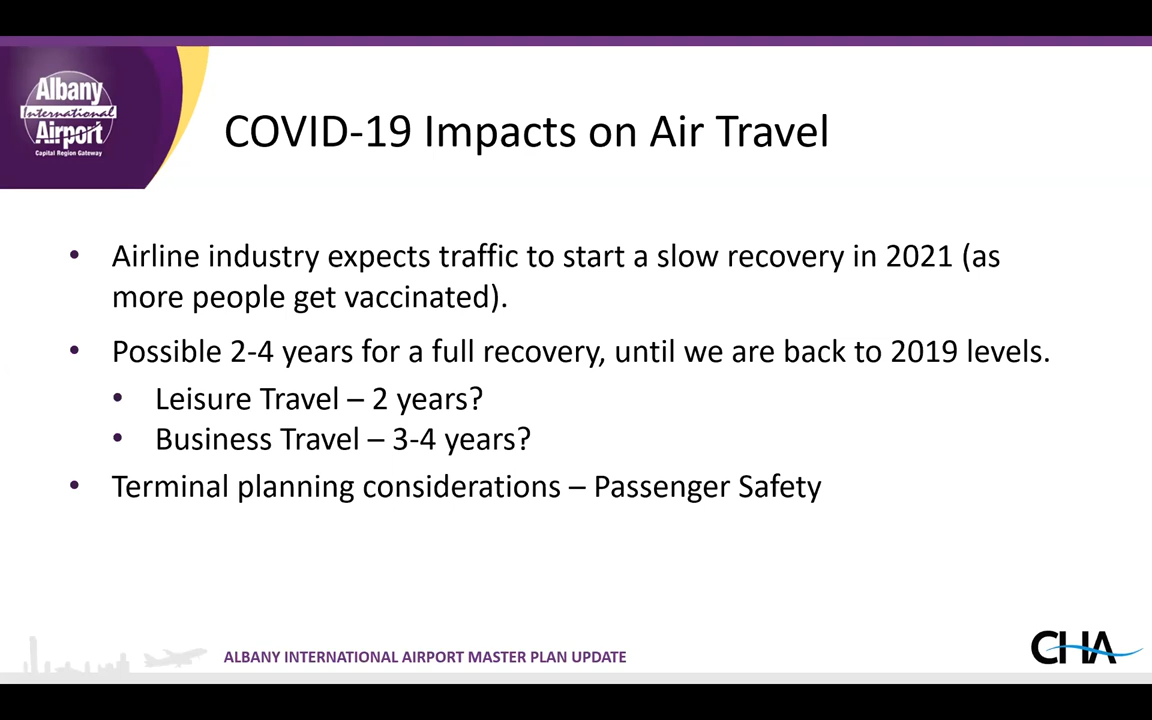 Albany
International
Airport
Capital Region Gateway
COVID-19 Impacts on Air Travel
• Airline industry expects traffic to start a slow recovery in 2021 (as
more people get vaccinated).
• Possible 2-4 years for a full recovery, until we are back to 2019 levels.
• Leisure Travel – 2 years?
• Business Travel – 3-4 years?
• Terminal planning considerations – Passenger Safety
ALBANY INTERNATIONAL AIRPORT MASTER PLAN UPDATE
CHA